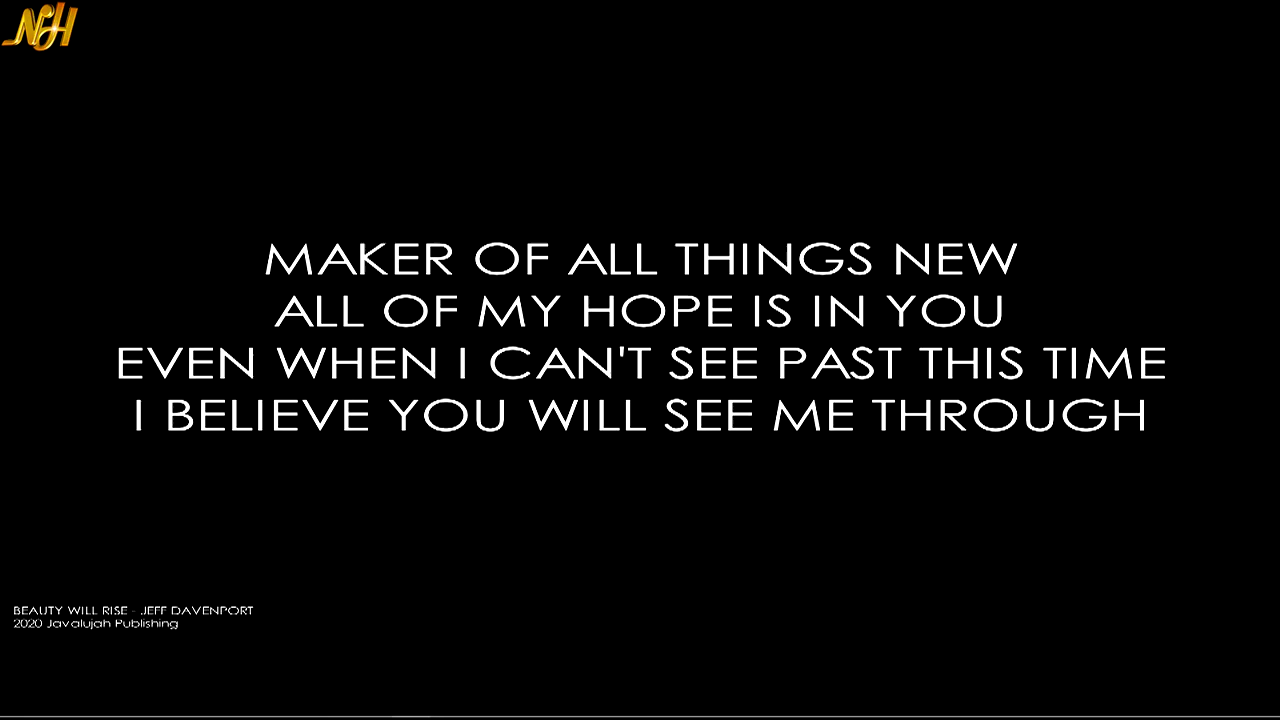 NH
MAKER OF ALL THINGS NEW
ALL OF MY HOPE IS IN YOU
EVEN WHEN I CAN'T SEE PAST THIS TIME
I BELIEVE YOU WILL SEE ME THROUGH
BEAUTY WILL RISE - JEFF DAVENPORT
2020 Javalujah Publishing